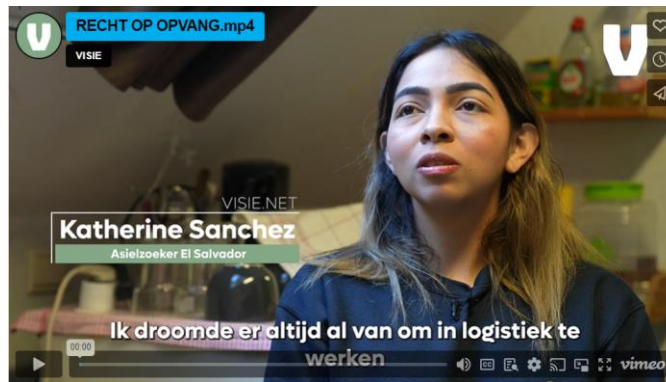 RECHT OP OPVANG.mp4
VISIE
VISIE.NET
Katherine Sanchez
Asielzoeker El Salvador
Ik droomde er altijd al van om in logistiek te
werken
00:00
CC
vimeo